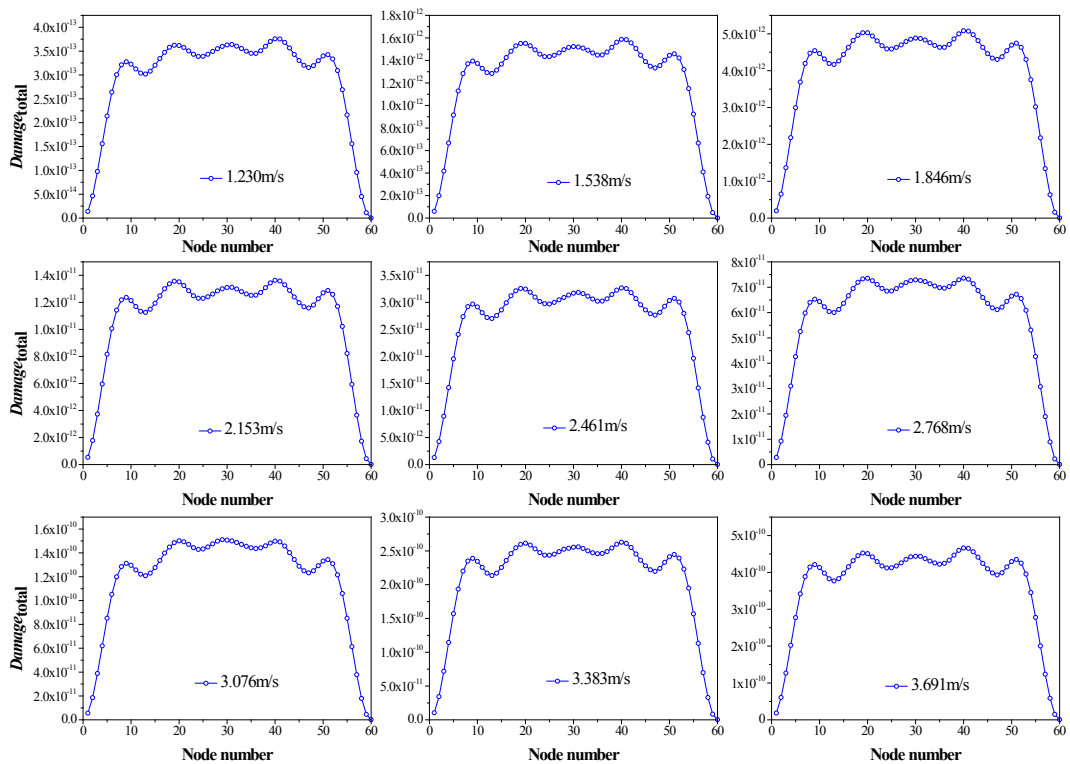 Damage_total
4.0x10^-13
3.5x10^-13
3.0x10^-13
2.5x10^-13
2.0x10^-13
1.5x10^-13
1.0x10^-13
5.0x10^-14
0.0
1.230m/s
0 10 20 30 40 50 60
Node number
1.8x10^-12
1.6x10^-12
1.4x10^-12
1.2x10^-12
1.0x10^-12
8.0x10^-13
6.0x10^-13
4.0x10^-13
2.0x10^-13
0.0
1.538m/s
0 10 20 30 40 50 60
Node number
5.0x10^-12
4.0x10^-12
3.0x10^-12
2.0x10^-12
1.0x10^-12
0.0
1.846m/s
0 10 20 30 40 50 60
Node number
Damage_total
1.4x10^-11
1.2x10^-11
1.0x10^-11
8.0x10^-12
6.0x10^-12
4.0x10^-12
2.0x10^-12
0.0
2.153m/s
0 10 20 30 40 50 60
Node number
3.5x10^-11
3.0x10^-11
2.5x10^-11
2.0x10^-11
1.5x10^-11
1.0x10^-11
5.0x10^-12
0.0
2.461m/s
0 10 20 30 40 50 60
Node number
8x10^-11
7x10^-11
6x10^-11
5x10^-11
4x10^-11
3x10^-11
2x10^-11
1x10^-11
0
2.768m/s
0 10 20 30 40 50 60
Node number
Damage_total
1.6x10^-10
1.4x10^-10
1.2x10^-10
1.0x10^-10
8.0x10^-11
6.0x10^-11
4.0x10^-11
2.0x10^-11
0.0
3.076m/s
0 10 20 30 40 50 60
Node number
3.0x10^-10
2.5x10^-10
2.0x10^-10
1.5x10^-10
1.0x10^-10
5.0x10^-11
0.0
3.383m/s
0 10 20 30 40 50 60
Node number
5x10^-10
4x10^-10
3x10^-10
2x10^-10
1x10^-10
0
3.691m/s
0 10 20 30 40 50 60
Node number